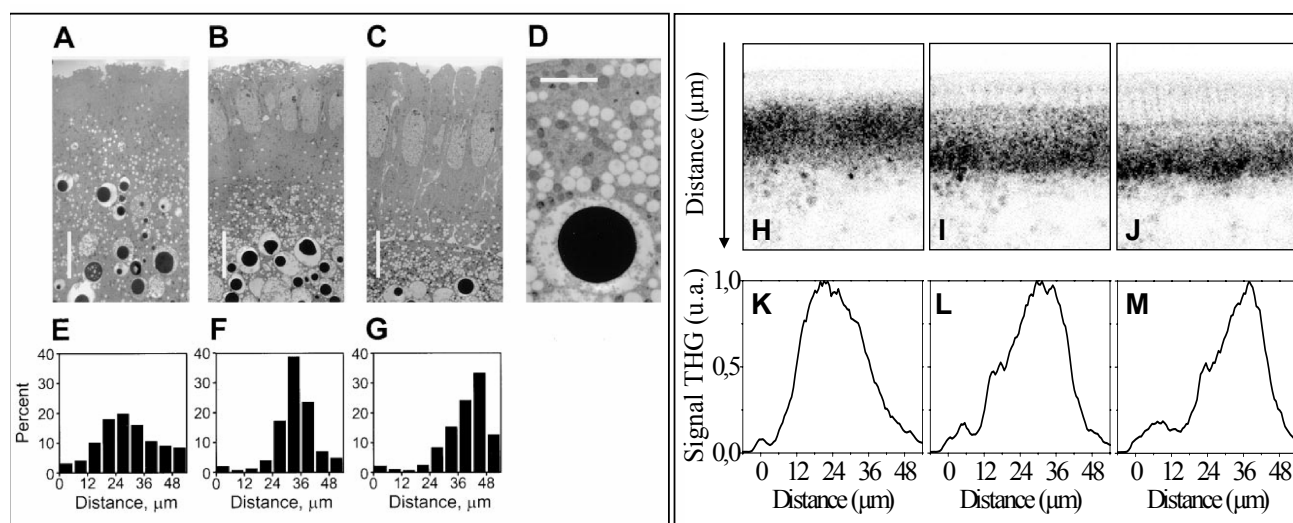 A B C D
E F G
Percent
40
30
20
10
0
40
30
20
10
0
40
30
20
10
0
0 12 24 36 48
0 12 24 36 48
0 12 24 36 48
Distance, μm
Distance, μm
Distance, μm
Distance (μm)
H I J
Signal THG (u.a.)
1,0
0,5
0,0
K L M
0 12 24 36 48
0 12 24 36 48
0 12 24 36 48
Distance (μm)
Distance (μm)
Distance (μm)